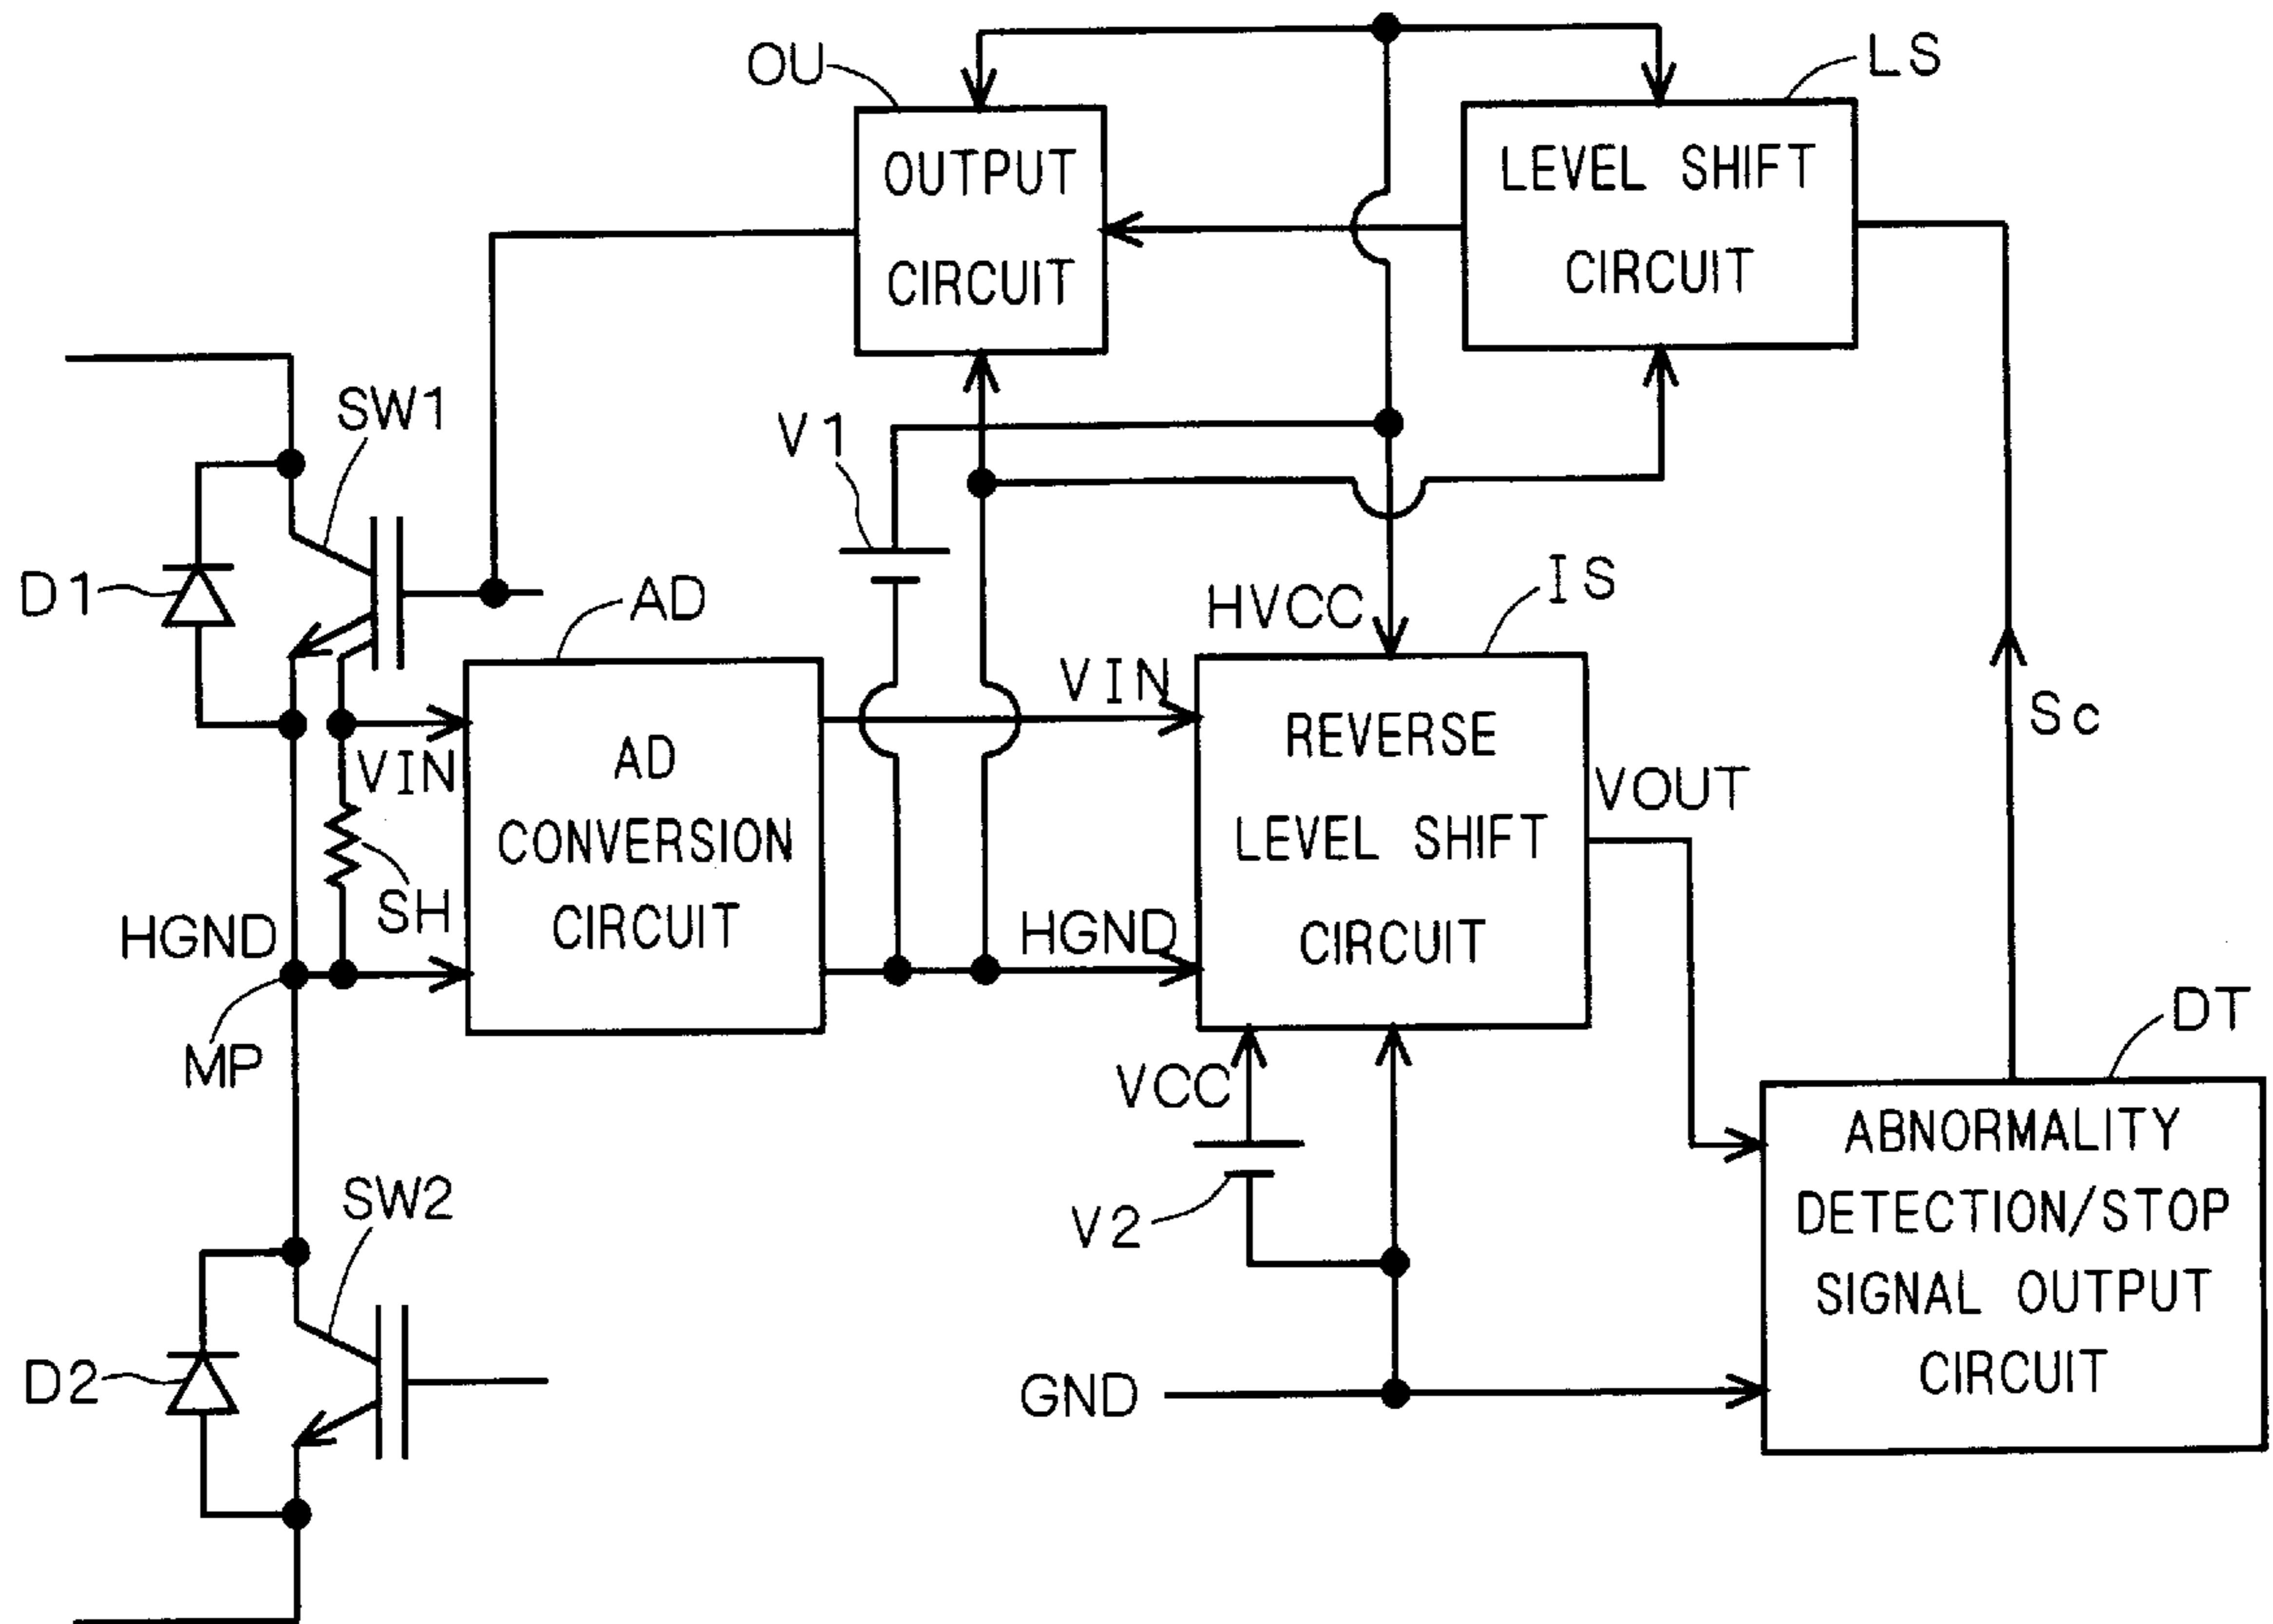 OU
LS
OUTPUT
CIRCUIT
LEVEL SHIFT
CIRCUIT
SW1
V1
D1
AD
HVCC
IS
VIN
VIN
AD
CONVERSION
CIRCUIT
REVERSE
LEVEL SHIFT
CIRCUIT
VOUT
Sc
SH
HGND
HGND
MP
VCC
DT
V2
SW2
ABNORMALITY
DETECTION/STOP
SIGNAL OUTPUT
CIRCUIT
D2
GND